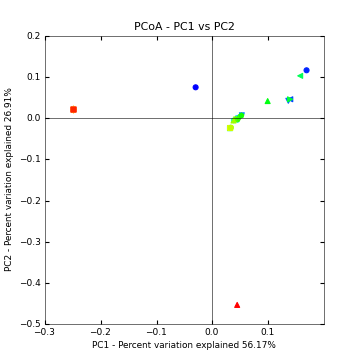 PCoA - PC1 vs PC2
0.2
0.1
0.0
−0.1
−0.2
−0.3
−0.4
−0.5
PC2 - Percent variation explained 26.91%
−0.3 −0.2 −0.1 0.0 0.1
PC1 - Percent variation explained 56.17%